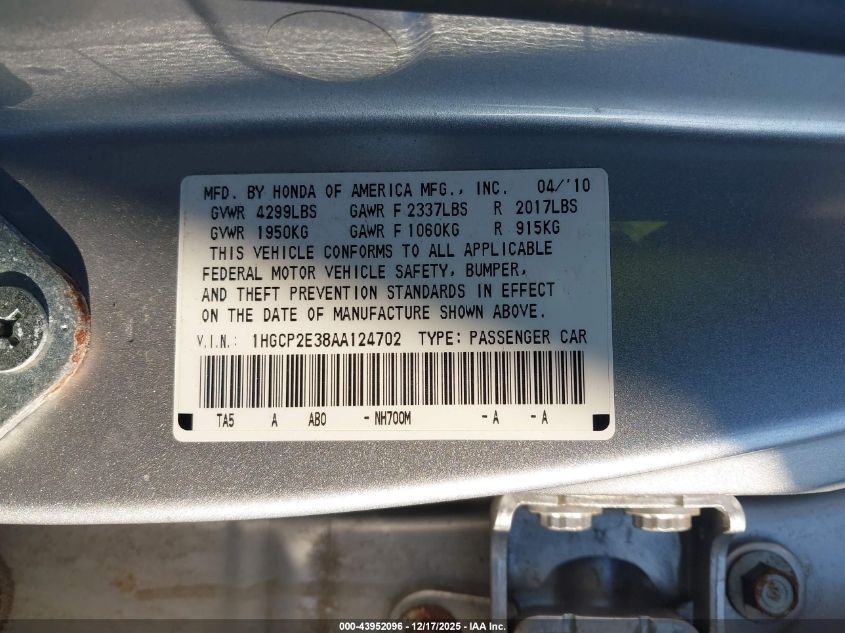 MFD. BY HONDA OF AMERICA MFG., INC. 04/'10
GVWR 4299LBS GAWR F 2337LBS R 2017LBS
GVWR 1950KG GAWR F 1060KG R 915KG
THIS VEHICLE CONFORMS TO ALL APPLICABLE
FEDERAL MOTOR VEHICLE SAFETY, BUMPER,
AND THEFT PREVENTION STANDARDS IN EFFECT
ON THE DATE OF MANUFACTURE SHOWN ABOVE.
V.I.N.: 1HGCP2E38AA124702 TYPE: PASSENGER CAR
TA5 A AB0 - NH700M - A - A
000-43952096 - 12/17/2025 - IAA Inc.